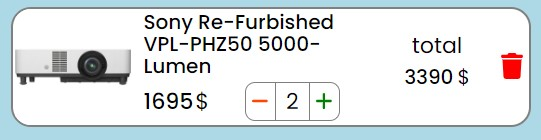 Sony Re-Furbished
VPL-PHZ50 5000-
Lumen
1695$
− 2 +
total
3390 $